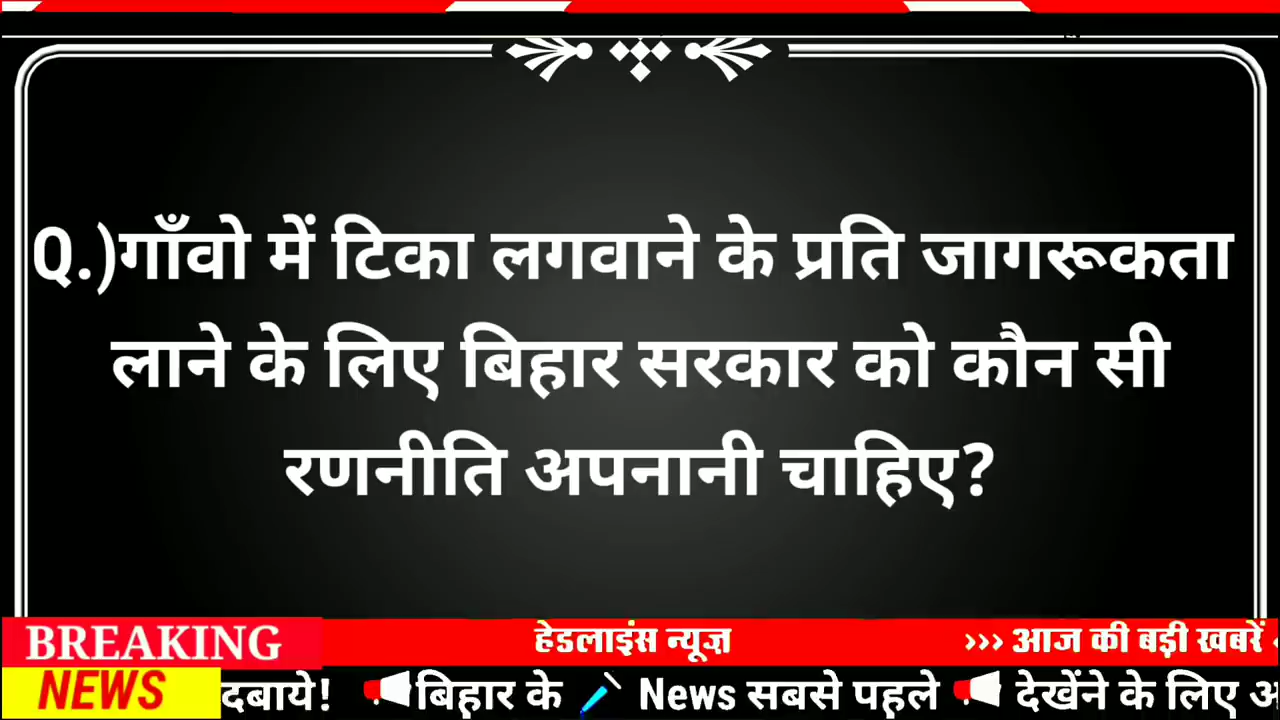 Q.)गाँवो में टिका लगवाने के प्रति जागरूकता
लाने के लिए बिहार सरकार को कौन सी
रणनीति अपनानी चाहिए?
BREAKING
हेडलाइंस न्यूज़
››› आज की बड़ी खबरें
NEWS
दबाये! बिहार के News सबसे पहले देखेंने के लिए